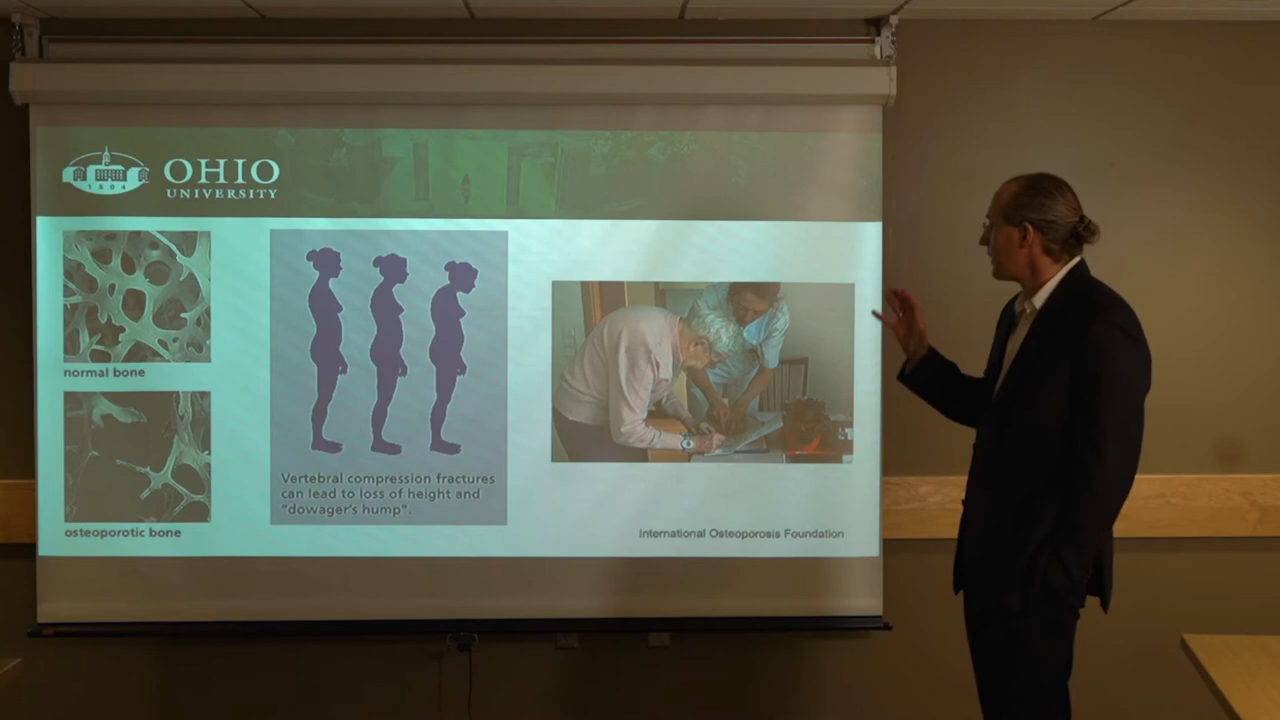 OHIO
UNIVERSITY
1804
normal bone
osteoporotic bone
Vertebral compression fractures
can lead to loss of height and
"dowager's hump".
International Osteoporosis Foundation